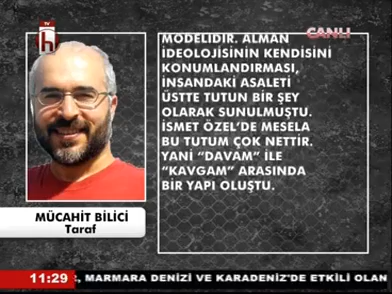 TV
h
CANLI
MODELİDİR. ALMAN
İDEOLOJİSİNİN KENDİSİNİ
KONUMLANDIRMASI,
İNSANDAKİ ASALETİ
ÜSTTE TUTUN BİR ŞEY
OLARAK SUNULMUŞTU.
İSMET ÖZEL'DE MESELA
BU TUTUM ÇOK NETTİR.
YANİ “DAVAM” İLE
“KAVGAM” ARASINDA
BİR YAPI OLUŞTU.
MÜCAHİT BİLİCİ
Taraf
11:29 , MARMARA DENİZİ VE KARADENİZ'DE ETKİLİ OLAN